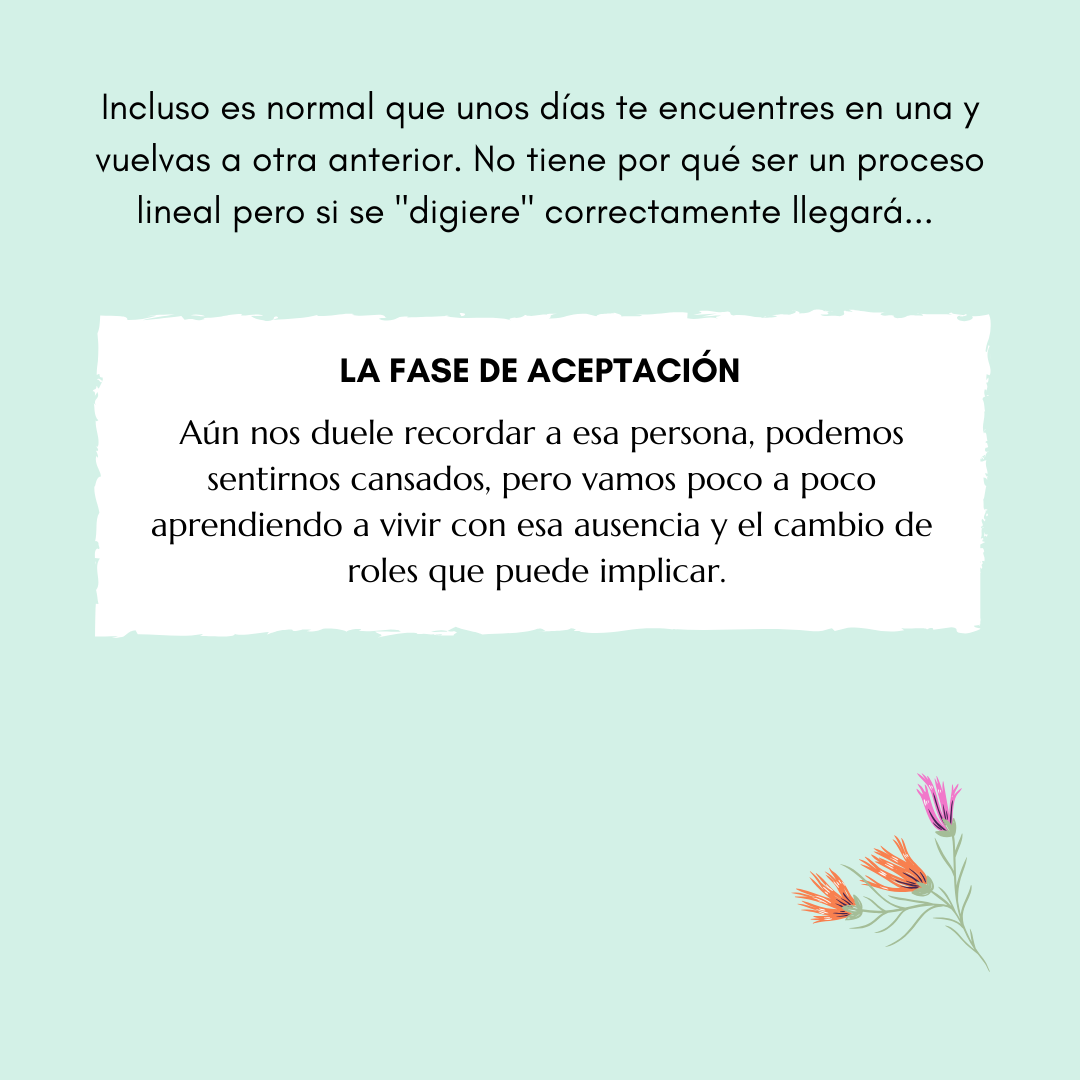 Incluso es normal que unos días te encuentres en una y
vuelvas a otra anterior. No tiene por qué ser un proceso
lineal pero si se "digiere" correctamente llegará...
LA FASE DE ACEPTACIÓN
Aún nos duele recordar a esa persona, podemos
sentirnos cansados, pero vamos poco a poco
aprendiendo a vivir con esa ausencia y el cambio de
roles que puede implicar.